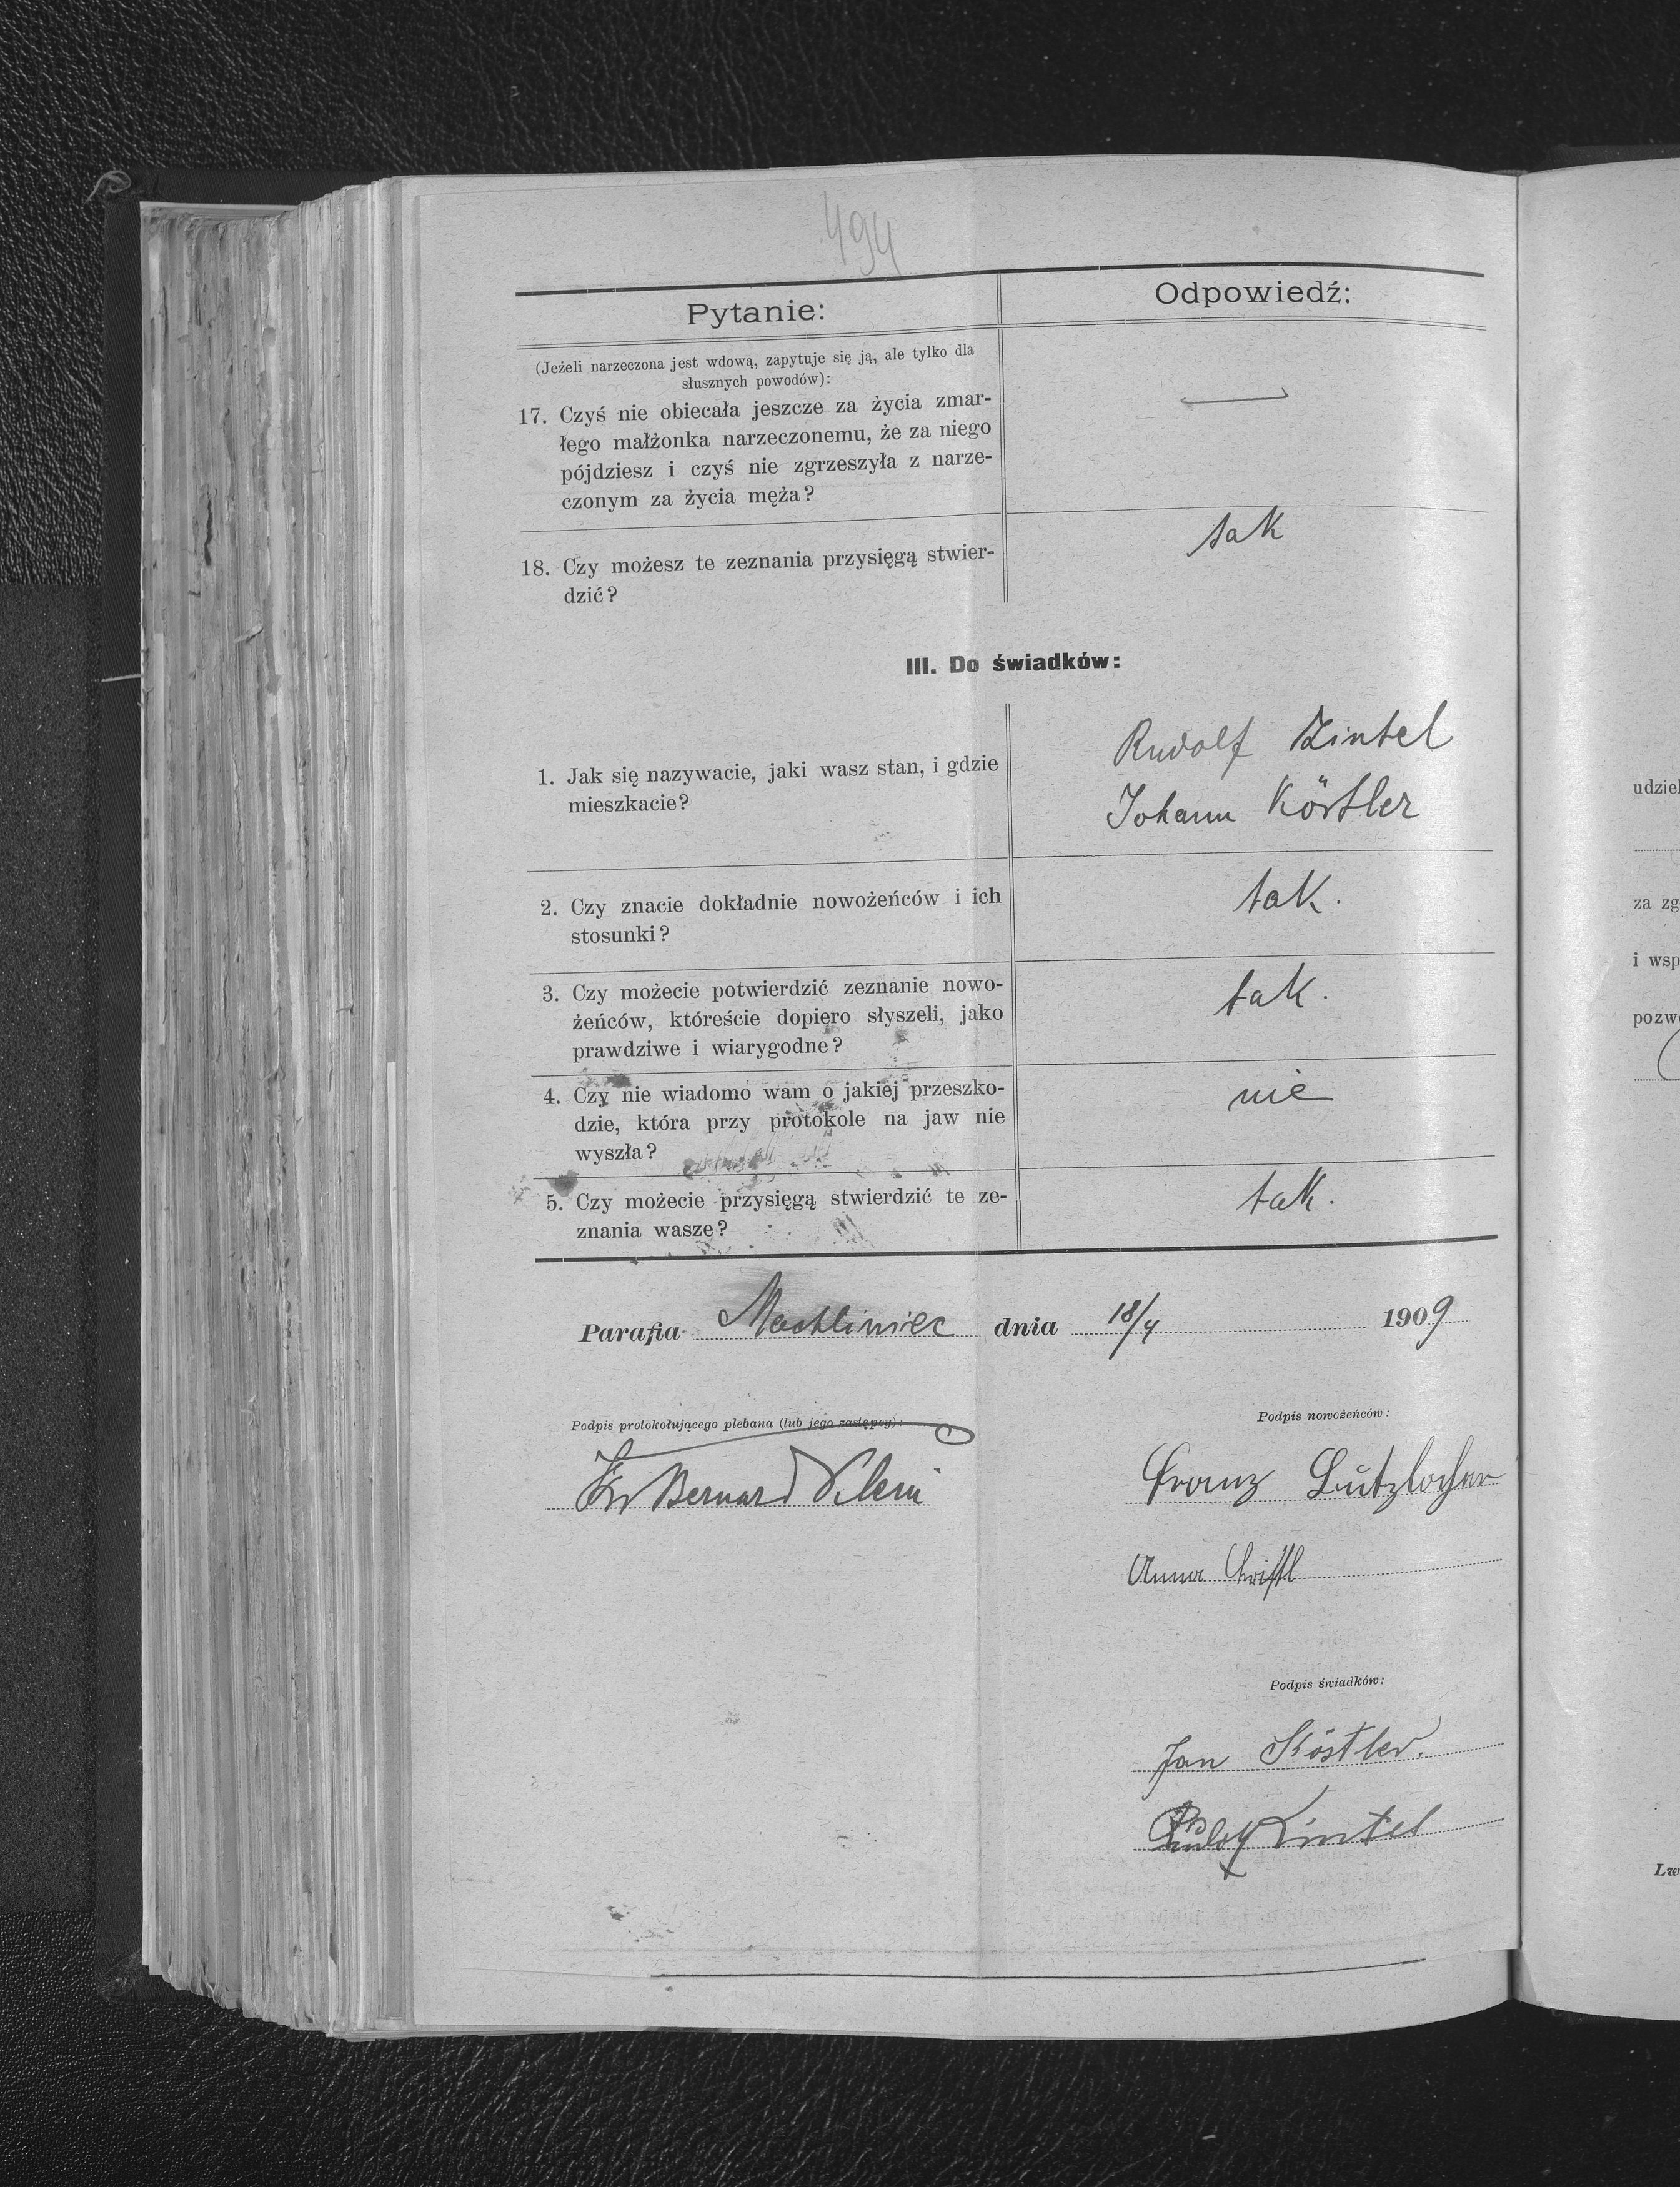 494
Pytanie:
Odpowiedź:
(Jeżeli narzeczona jest wdową, zapytuje się ją, ale tylko dla
słusznych powodów):
17. Czyś nie obiecała jeszcze za życia zmar-
łego małżonka narzeczonemu, że za niego
pójdziesz i czyś nie zgrzeszyła z narze-
czonym za życia męża?
18. Czy możesz te zeznania przysięgą stwier-
dzić?
tak
III. Do świadków:
1. Jak się nazywacie, jaki wasz stan, i gdzie
mieszkacie?
Rudolf Zintel
Johann Köstler
2. Czy znacie dokładnie nowożeńców i ich
stosunki?
tak.
3. Czy możecie potwierdzić zeznanie nowo-
żeńców, któreście dopiero słyszeli, jako
prawdziwe i wiarygodne?
tak.
4. Czy nie wiadomo wam o jakiej przeszko-
dzie, która przy protokole na jaw nie
wyszła?
nie
5. Czy możecie przysięgą stwierdzić te ze-
znania wasze?
tak.
Parafia Machliniec dnia 18/4 1909
Podpis protokołującego plebana (lub jego zastępcy):
Bernard
Podpis nowożeńców:
Franz
Anna
Podpis świadków:
Jan Köstler.
Rudolf Zintel
udziel
za zg
i wsp
pozw
Lw